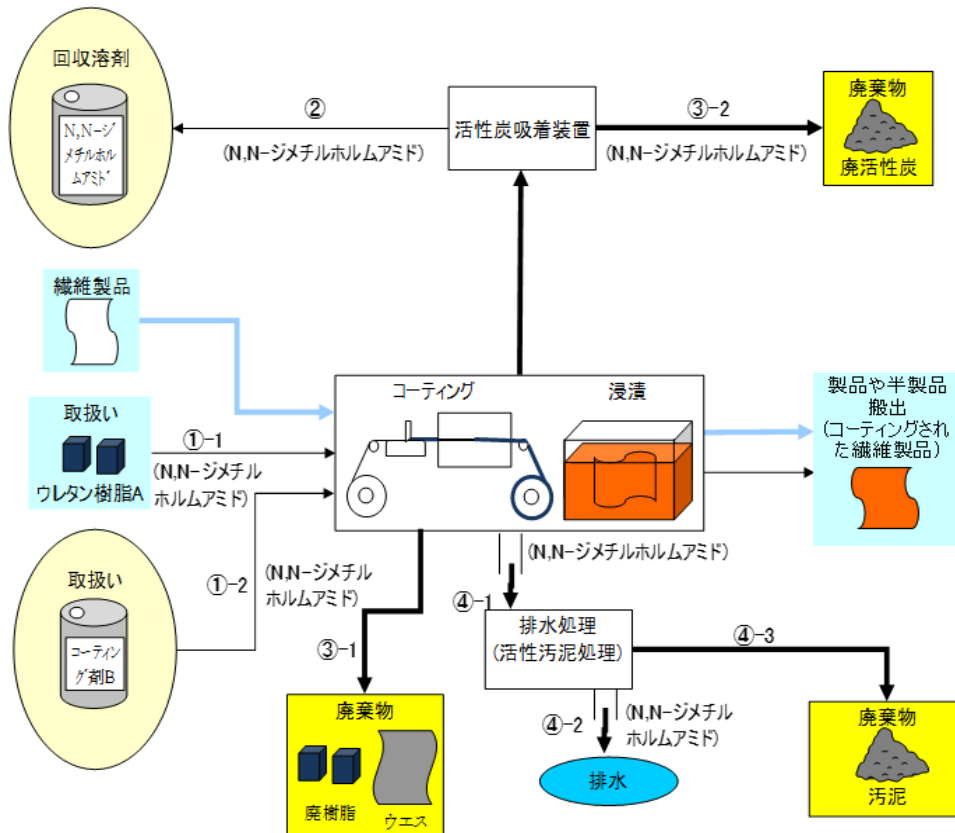 回収溶剤
N,N-ジ
メチルホル
ムアミド
②
(N,N-ジメチルホルムアミド)
活性炭吸着装置
③-2
(N,N-ジメチルホルムアミド)
廃棄物
廃活性炭
繊維製品
取扱い
ウレタン樹脂A
①-1
(N,N-ジメチル
ホルムアミド)
コーティング
浸漬
製品や半製品
搬出
(コーティングされ
た繊維製品)
取扱い
コーティン
グ剤B
①-2
(N,N-ジメチル
ホルムアミド)
③-1
廃棄物
廃樹脂
ウエス
(N,N-ジメチルホルムアミド)
④-1
排水処理
(活性汚泥処理)
④-3
④-2
(N,N-ジメチル
ホルムアミド)
排水
廃棄物
汚泥